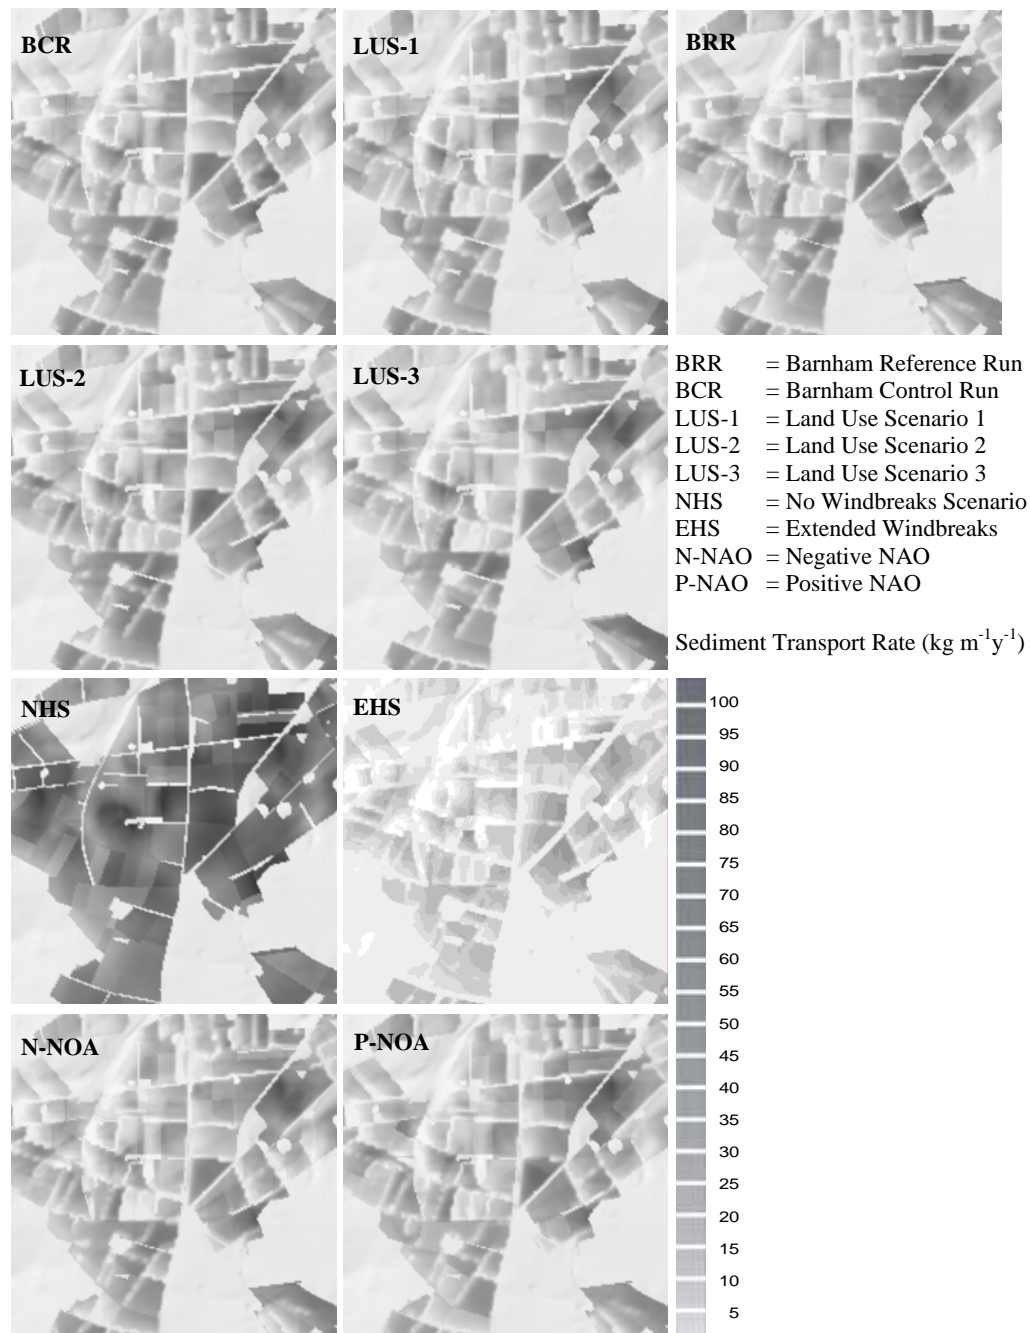 BCR
LUS-1
BRR
LUS-2
LUS-3
BRR = Barnham Reference Run
BCR = Barnham Control Run
LUS-1 = Land Use Scenario 1
LUS-2 = Land Use Scenario 2
LUS-3 = Land Use Scenario 3
NHS = No Windbreaks Scenario
EHS = Extended Windbreaks
N-NAO = Negative NAO
P-NAO = Positive NAO
Sediment Transport Rate (kg m⁻¹y⁻¹)
NHS
EHS
100
95
90
85
80
75
70
65
60
55
50
45
40
35
30
25
20
15
10
5
N-NOA
P-NOA